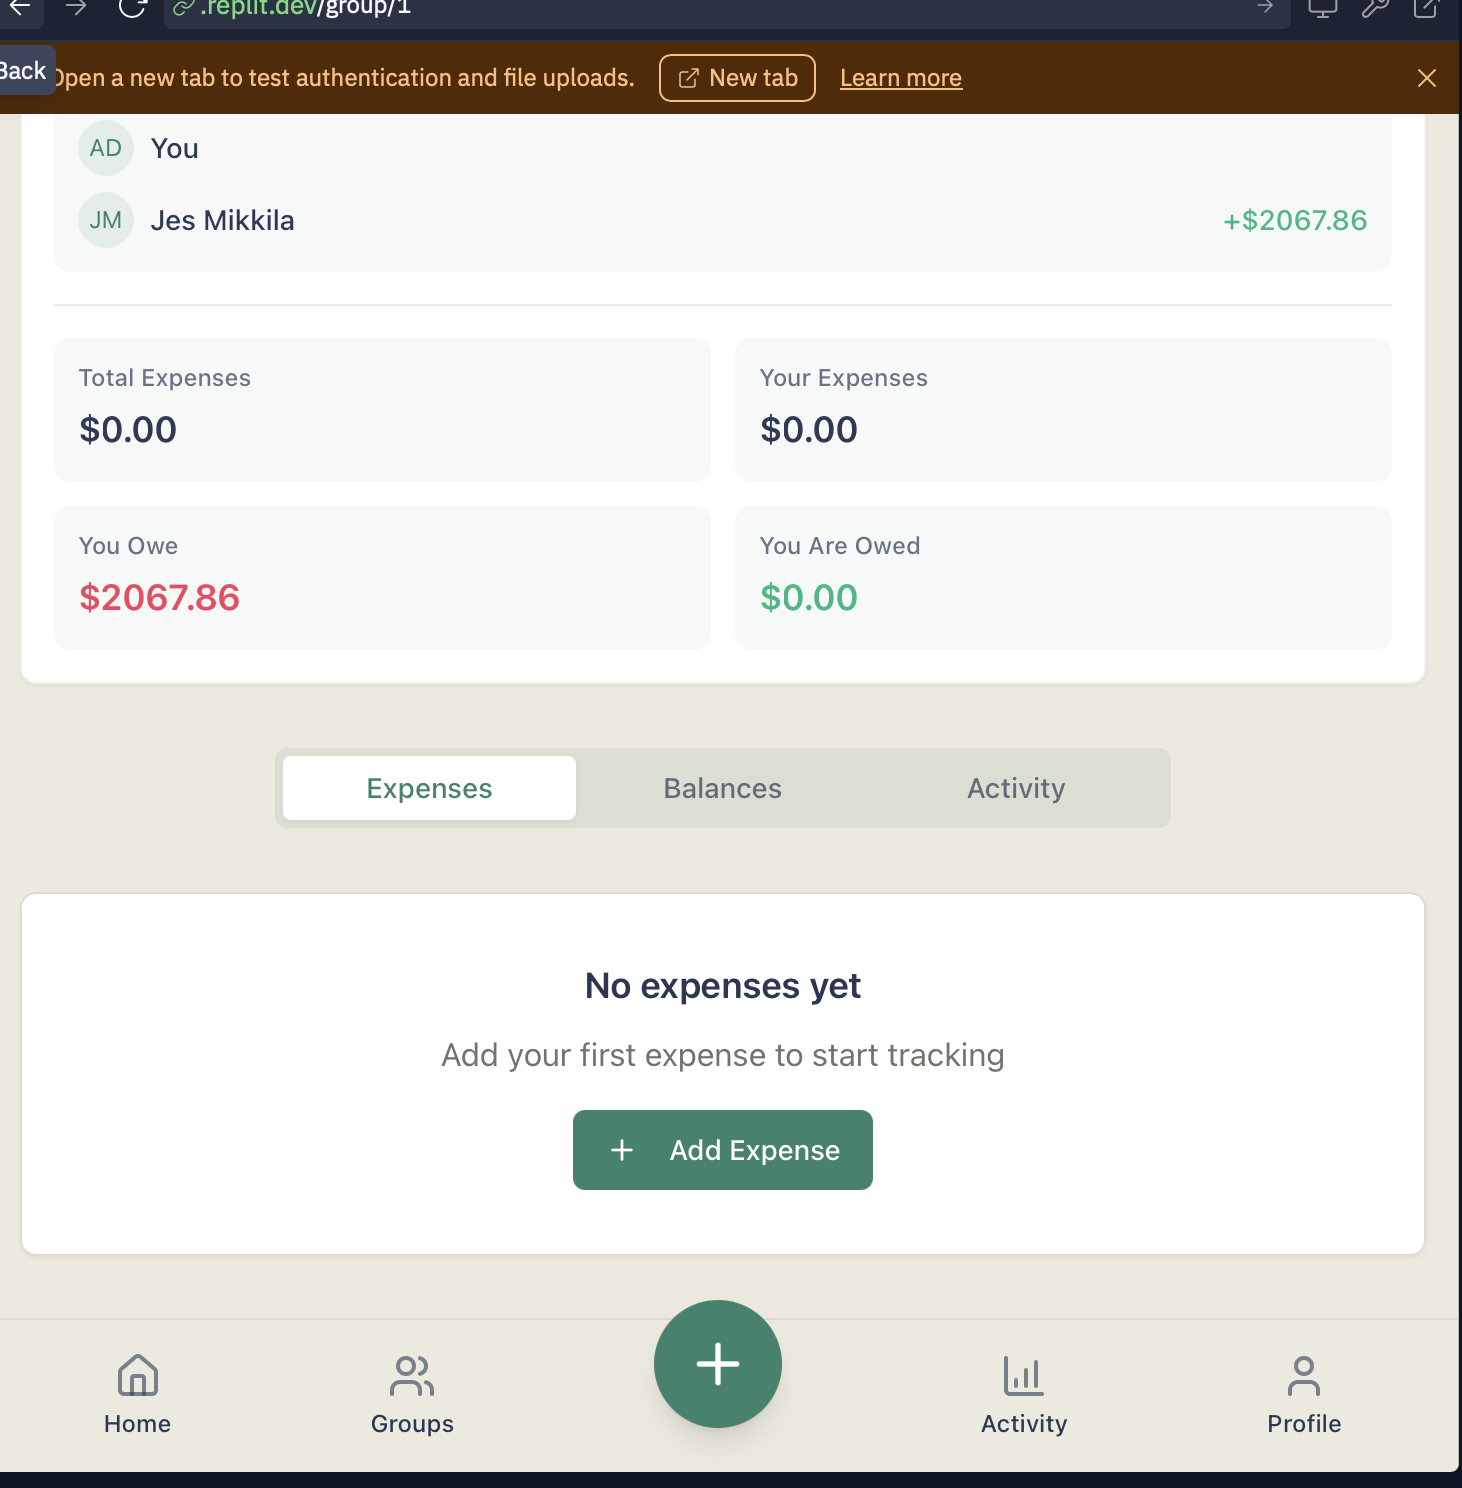 .replit.dev/group/1
Back
Open a new tab to test authentication and file uploads.
New tab
Learn more
AD
You
JM
Jes Mikkila
+$2067.86
Total Expenses
$0.00
Your Expenses
$0.00
You Owe
$2067.86
You Are Owed
$0.00
Expenses
Balances
Activity
No expenses yet
Add your first expense to start tracking
+ Add Expense
+
Home
Groups
Activity
Profile